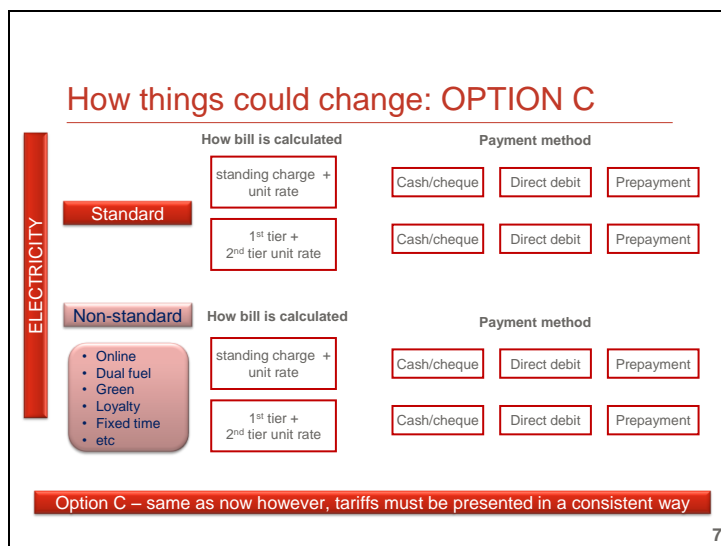 How things could change: OPTION C
ELECTRICITY
How bill is calculated
Payment method
Standard
standing charge +
unit rate
Cash/cheque
Direct debit
Prepayment
1st tier +
2nd tier unit rate
Cash/cheque
Direct debit
Prepayment
Non-standard
How bill is calculated
Payment method
• Online
• Dual fuel
• Green
• Loyalty
• Fixed time
• etc
standing charge +
unit rate
Cash/cheque
Direct debit
Prepayment
1st tier +
2nd tier unit rate
Cash/cheque
Direct debit
Prepayment
Option C – same as now however, tariffs must be presented in a consistent way
7